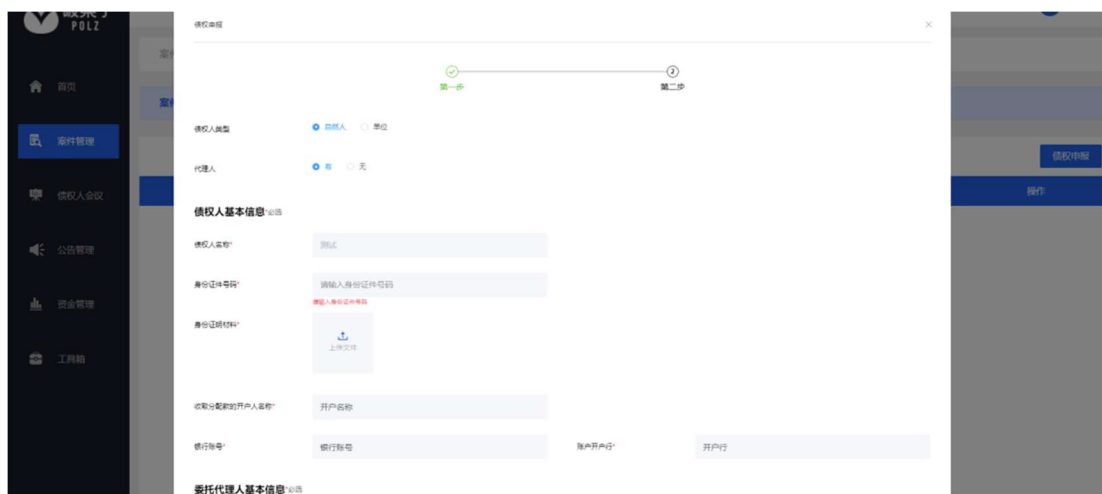 POLZ
首页
案件管理
债权人会议
公告管理
资金管理
工具箱
债权申报
操作
债权申报
第一步
2
第二步
债权人类型
自然人 单位
代理人
有 无
债权人基本信息*必选
债权人名称*
测试
身份证件号码*
请输入身份证件号码
请输入身份证件号码
身份证明材料*
上传文件
收取分配款的开户人名称*
开户名称
银行账号*
银行账号
账户开户行*
开户行
委托代理人基本信息*必选